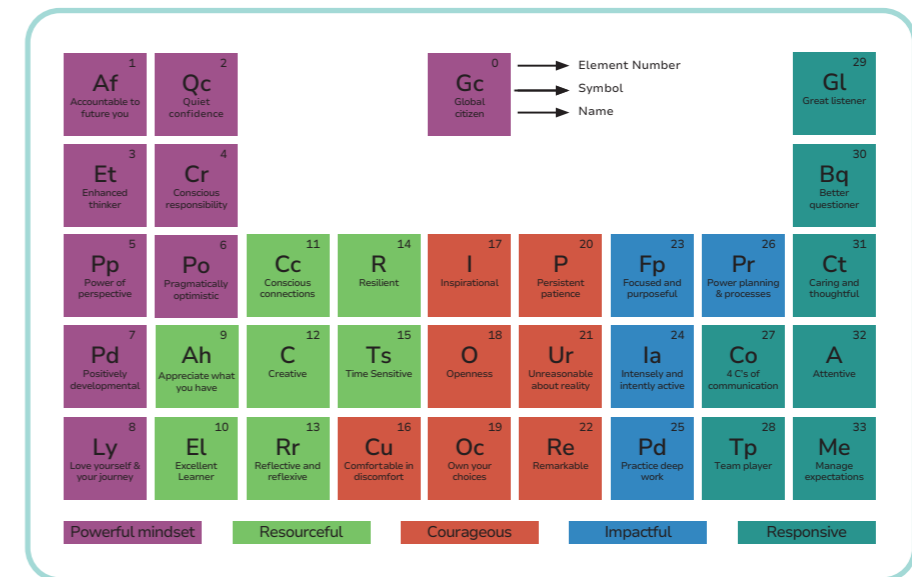 1
Af
Accountable to
future you
2
Qc
Quiet
confidence
0
Gc
Global
citizen
Element Number
Symbol
Name
29
Gl
Great listener
3
Et
Enhanced
thinker
4
Cr
Conscious
responsibility
30
Bq
Better
questioner
5
Pp
Power of
perspective
6
Po
Pragmatically
optimistic
11
Cc
Conscious
connections
14
R
Resilient
17
I
Inspirational
20
P
Persistent
patience
23
Fp
Focused and
purposeful
26
Pr
Power planning
& processes
31
Ct
Caring and
thoughtful
7
Pd
Positively
developmental
9
Ah
Appreciate what
you have
12
C
Creative
15
Ts
Time Sensitive
18
O
Openness
21
Ur
Unreasonable
about reality
24
Ia
Intensely and
intently active
27
Co
4 C's of
communication
32
A
Attentive
8
Ly
Love yourself &
your journey
10
El
Excellent
Learner
13
Rr
Reflective and
reflexive
16
Cu
Comfortable in
discomfort
19
Oc
Own your
choices
22
Re
Remarkable
25
Pd
Practice deep
work
28
Tp
Team player
33
Me
Manage
expectations
Powerful mindset
Resourceful
Courageous
Impactful
Responsive